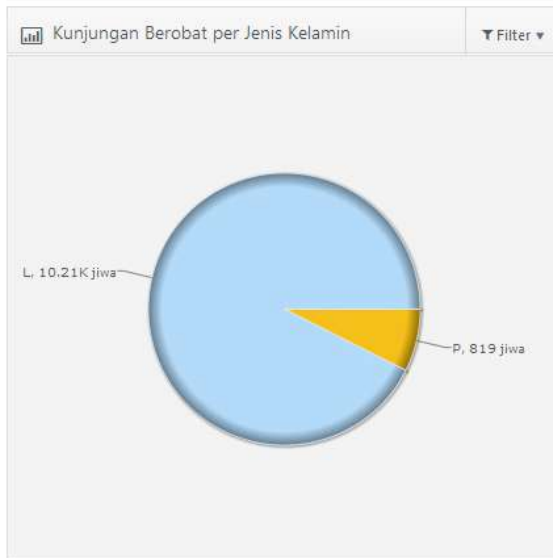 Kunjungan Berobat per Jenis Kelamin
Filter
L, 10.21K jiwa
P, 819 jiwa